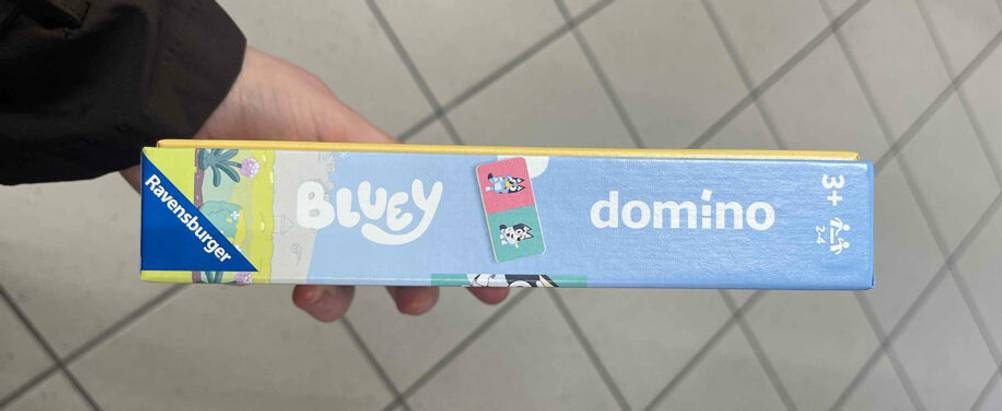 Ravensburger
BLUEY
domino
3+
2-4